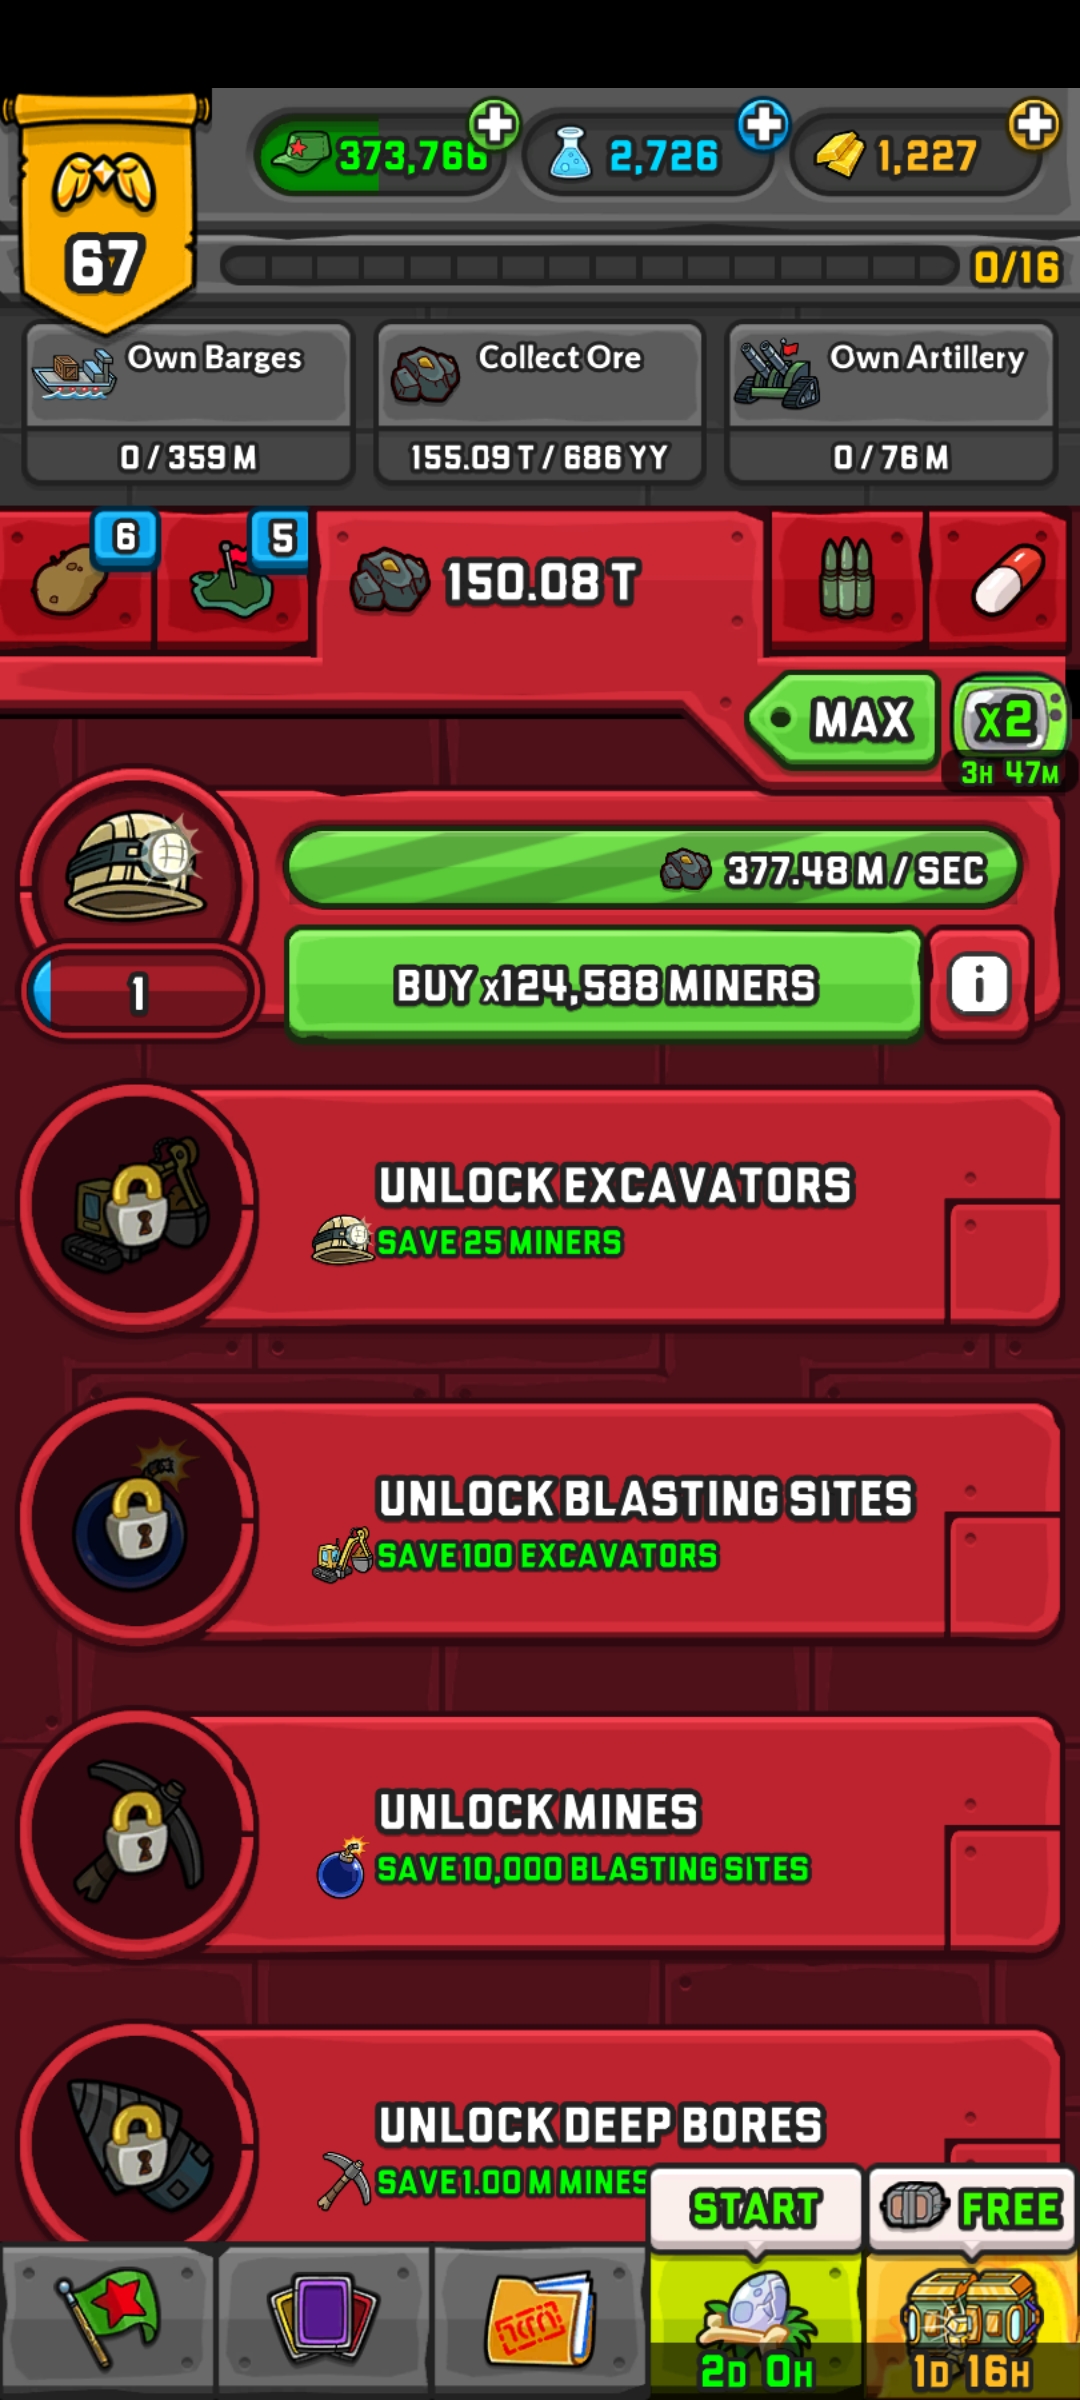 373,766
2,726
1,227
67
0/16
Own Barges
Collect Ore
Own Artillery
0 / 359 M
155.09 T / 686 YY
0 / 76 M
6
5
150.08 T
MAX
x2
3H 47M
377.48 M / SEC
1
BUY x124,588 MINERS
i
UNLOCK EXCAVATORS
SAVE 25 MINERS
UNLOCK BLASTING SITES
SAVE 100 EXCAVATORS
UNLOCK MINES
SAVE 10,000 BLASTING SITES
UNLOCK DEEP BORES
SAVE 1.00 M MINES
START
FREE
2D 0H
1D 16H